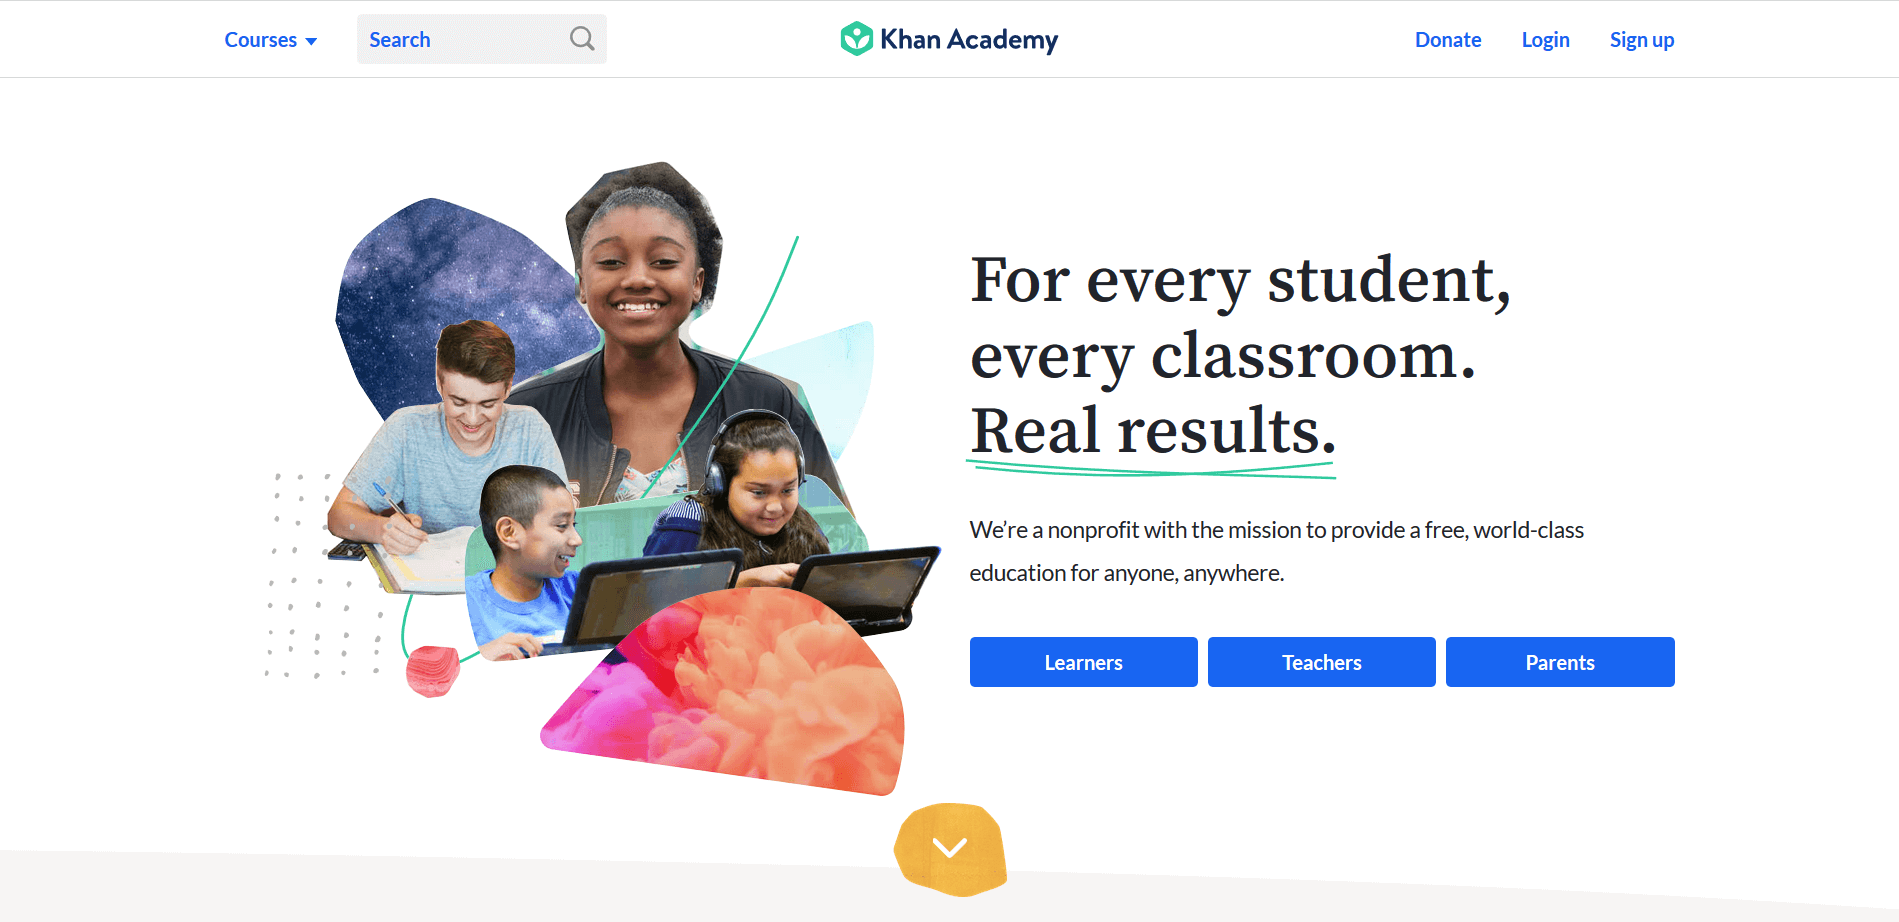 Courses
Search
Khan Academy
Donate
Login
Sign up
For every student,
every classroom.
Real results.
We’re a nonprofit with the mission to provide a free, world-class
education for anyone, anywhere.
Learners
Teachers
Parents